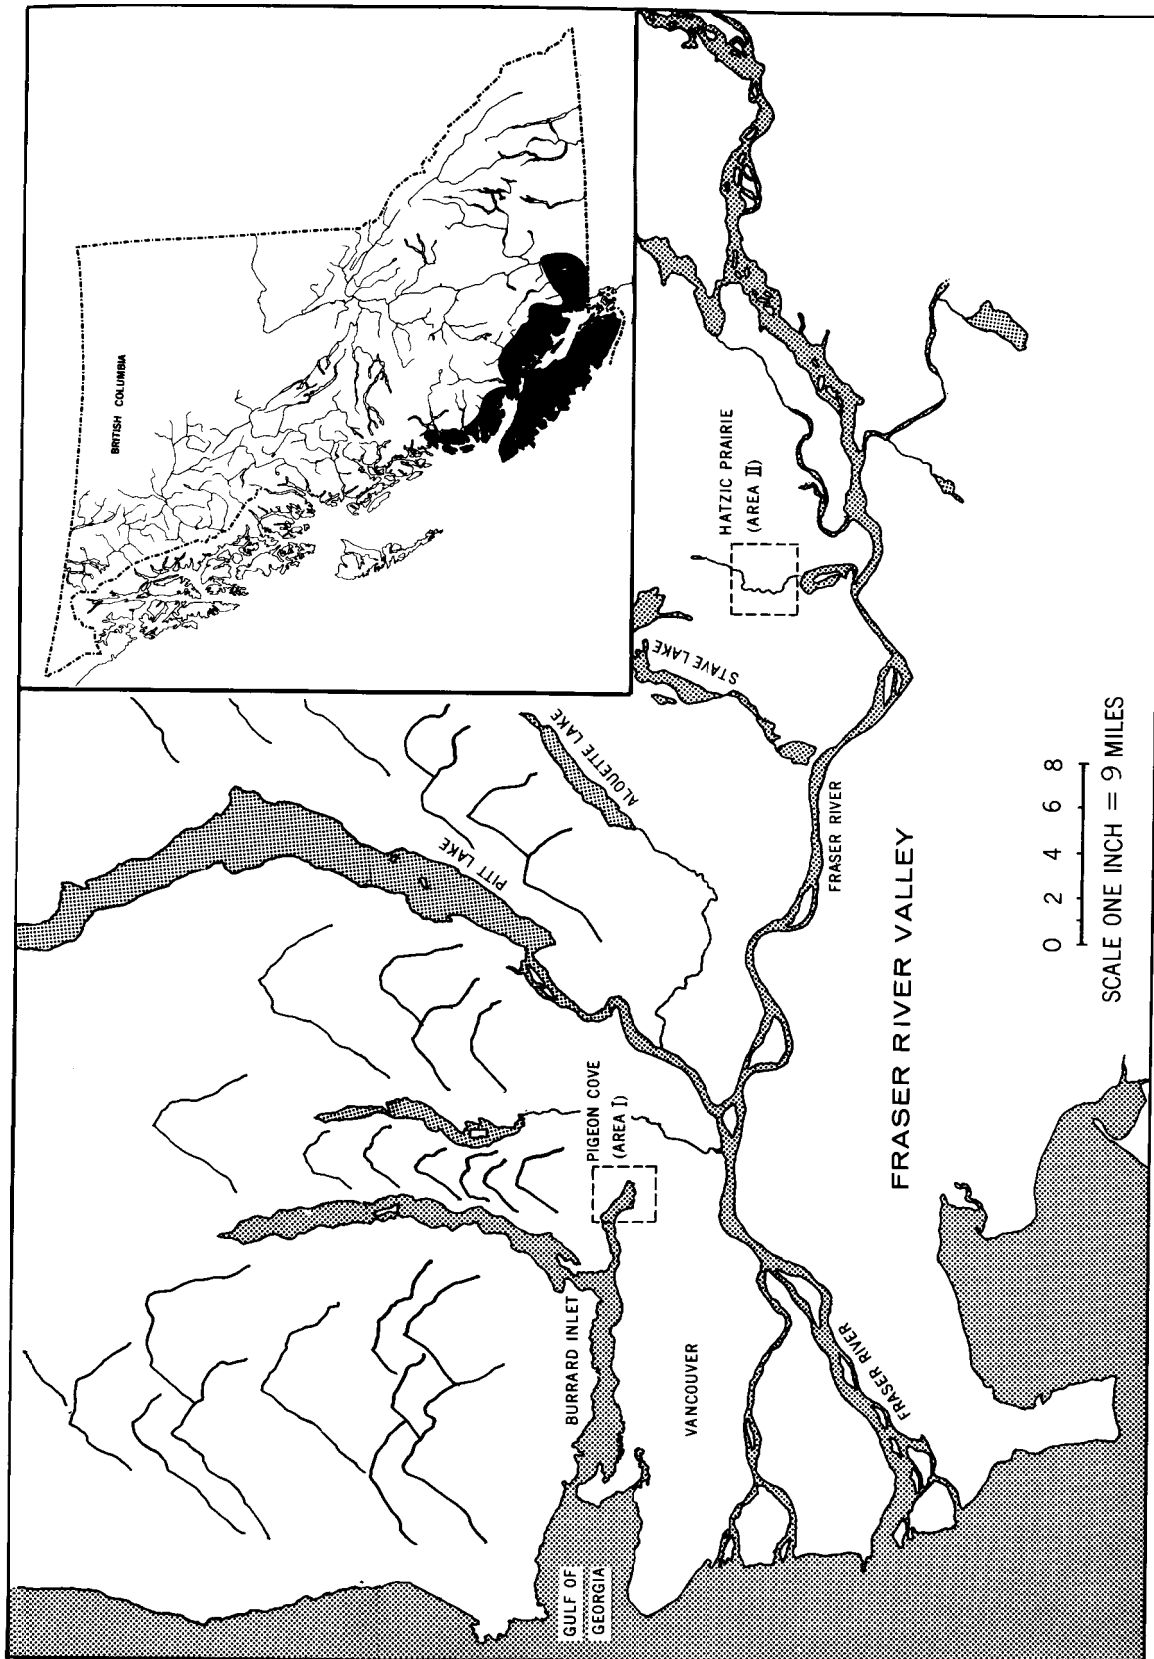 BRITISH COLUMBIA
HATZIC PRAIRIE
(AREA II)
STAVE LAKE
ALOUETTE LAKE
PITT LAKE
FRASER RIVER
PIGEON COVE
(AREA I)
BURRARD INLET
VANCOUVER
FRASER RIVER
GULF OF
GEORGIA
FRASER RIVER VALLEY
0 2 4 6 8
SCALE ONE INCH = 9 MILES